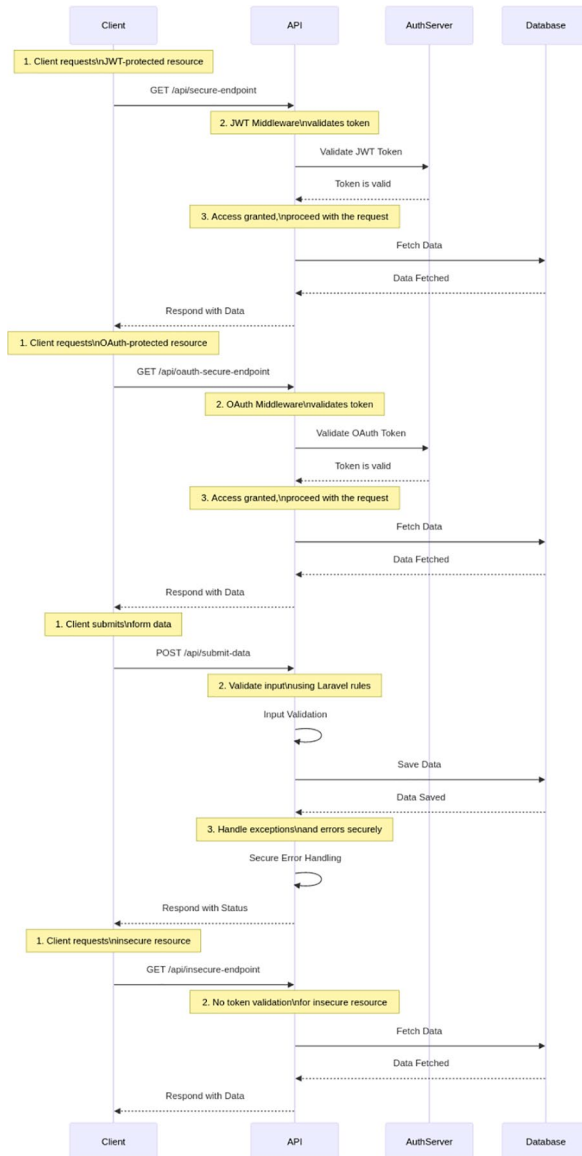 Client API AuthServer Database
1. Client requests\nJWT-protected resource
GET /api/secure-endpoint
2. JWT Middleware\nvalidates token
Validate JWT Token
Token is valid
3. Access granted,\nproceed with the request
Fetch Data
Data Fetched
Respond with Data
1. Client requests\nOAuth-protected resource
GET /api/oauth-secure-endpoint
2. OAuth Middleware\nvalidates token
Validate OAuth Token
Token is valid
3. Access granted,\nproceed with the request
Fetch Data
Data Fetched
Respond with Data
1. Client submits\nform data
POST /api/submit-data
2. Validate input\nusing Laravel rules
Input Validation
Save Data
Data Saved
3. Handle exceptions\nand errors securely
Secure Error Handling
Respond with Status
1. Client requests\ninsecure resource
GET /api/insecure-endpoint
2. No token validation\nfor insecure resource
Fetch Data
Data Fetched
Respond with Data
Client API AuthServer Database